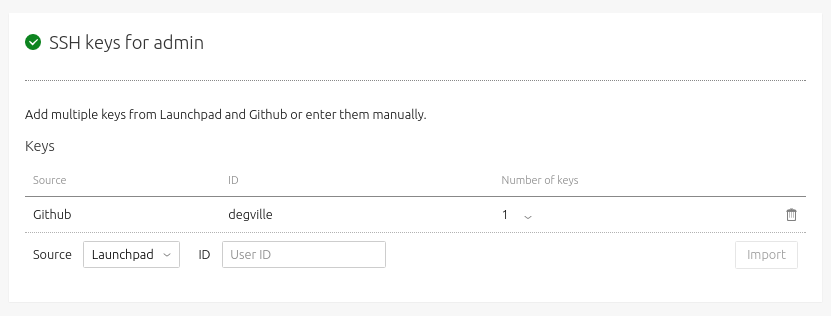 SSH keys for admin
Add multiple keys from Launchpad and Github or enter them manually.
Keys
Source ID Number of keys
Github degville 1
Source Launchpad ID User ID Import